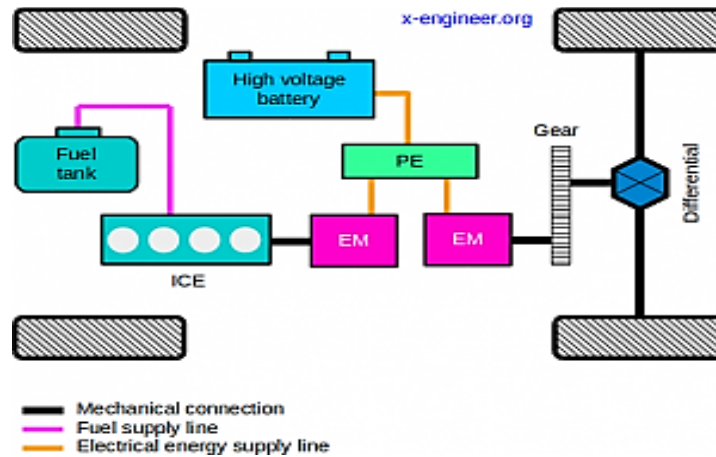 x-engineer.org
High voltage
battery
Gear
Fuel
tank
PE
Differential
EM
EM
ICE
Mechanical connection
Fuel supply line
Electrical energy supply line